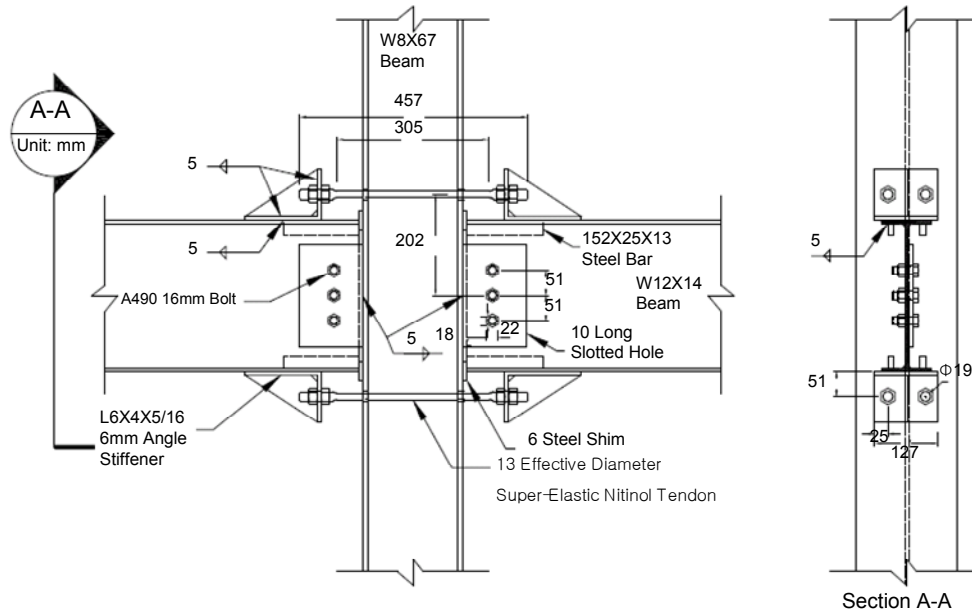 W8X67
Beam
A-A
Unit: mm
457
305
5
5
202
152X25X13
Steel Bar
A490 16mm Bolt
W12X14
Beam
51
51
5
18
22
10 Long
Slotted Hole
L6X4X5/16
6mm Angle
Stiffener
6 Steel Shim
13 Effective Diameter
Super-Elastic Nitinol Tendon
5
51
Φ19
25
127
Section A-A